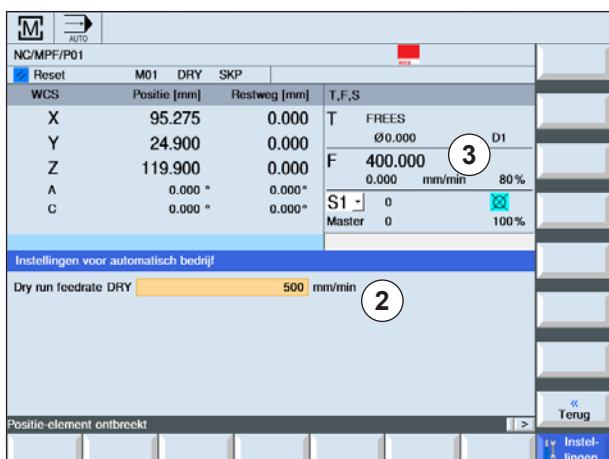 M
AUTO
NC/MPF/P01
Reset M01 DRY SKP
WCS Positie [mm] Restweg [mm] T,F,S
X 95.275 0.000 T FREES
Ø0.000 D1
Y 24.900 0.000
Z 119.900 0.000 F 400.000 3
0.000 mm/min 80%
A 0.000 ° 0.000°
C 0.000 ° 0.000° S1 0
Master 0 100%
Instellingen voor automatisch bedrijf
Dry run feedrate DRY 500 mm/min 2
« 
Terug
Positie-element ontbreekt >
Instel-
lingen